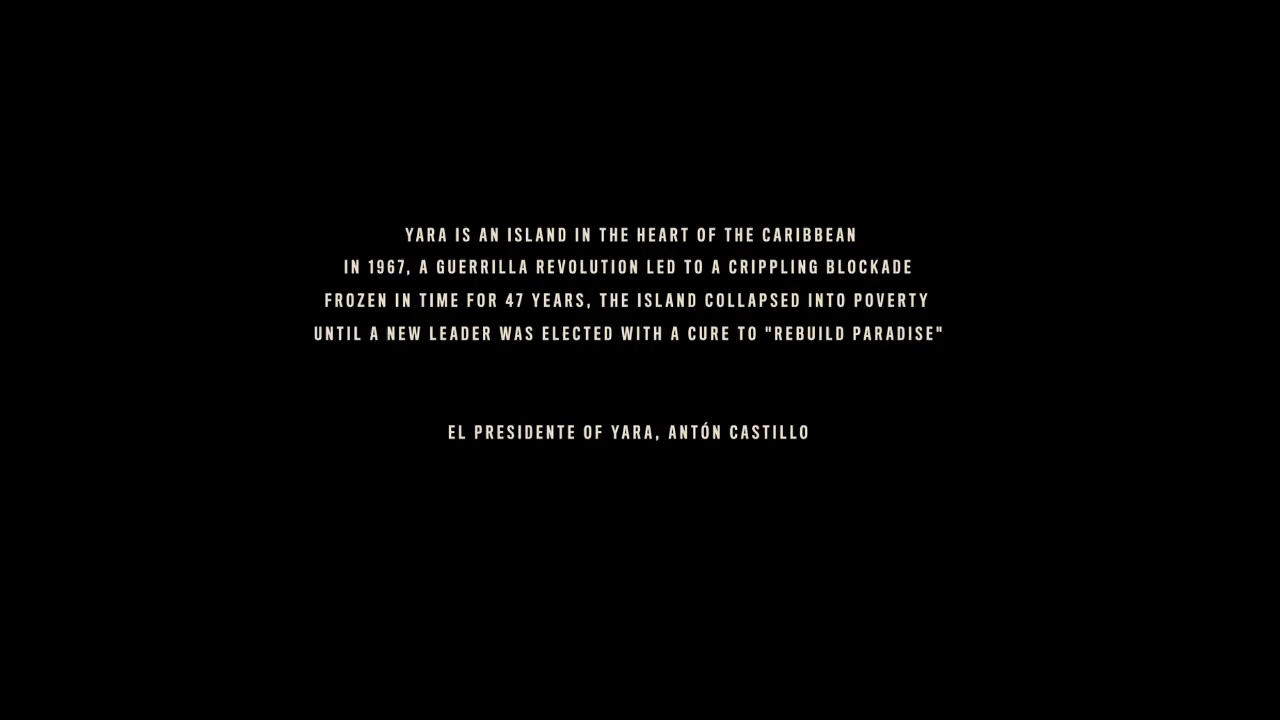 YARA IS AN ISLAND IN THE HEART OF THE CARIBBEAN
IN 1967, A GUERRILLA REVOLUTION LED TO A CRIPPLING BLOCKADE
FROZEN IN TIME FOR 47 YEARS, THE ISLAND COLLAPSED INTO POVERTY
UNTIL A NEW LEADER WAS ELECTED WITH A CURE TO "REBUILD PARADISE"
EL PRESIDENTE OF YARA, ANTÓN CASTILLO